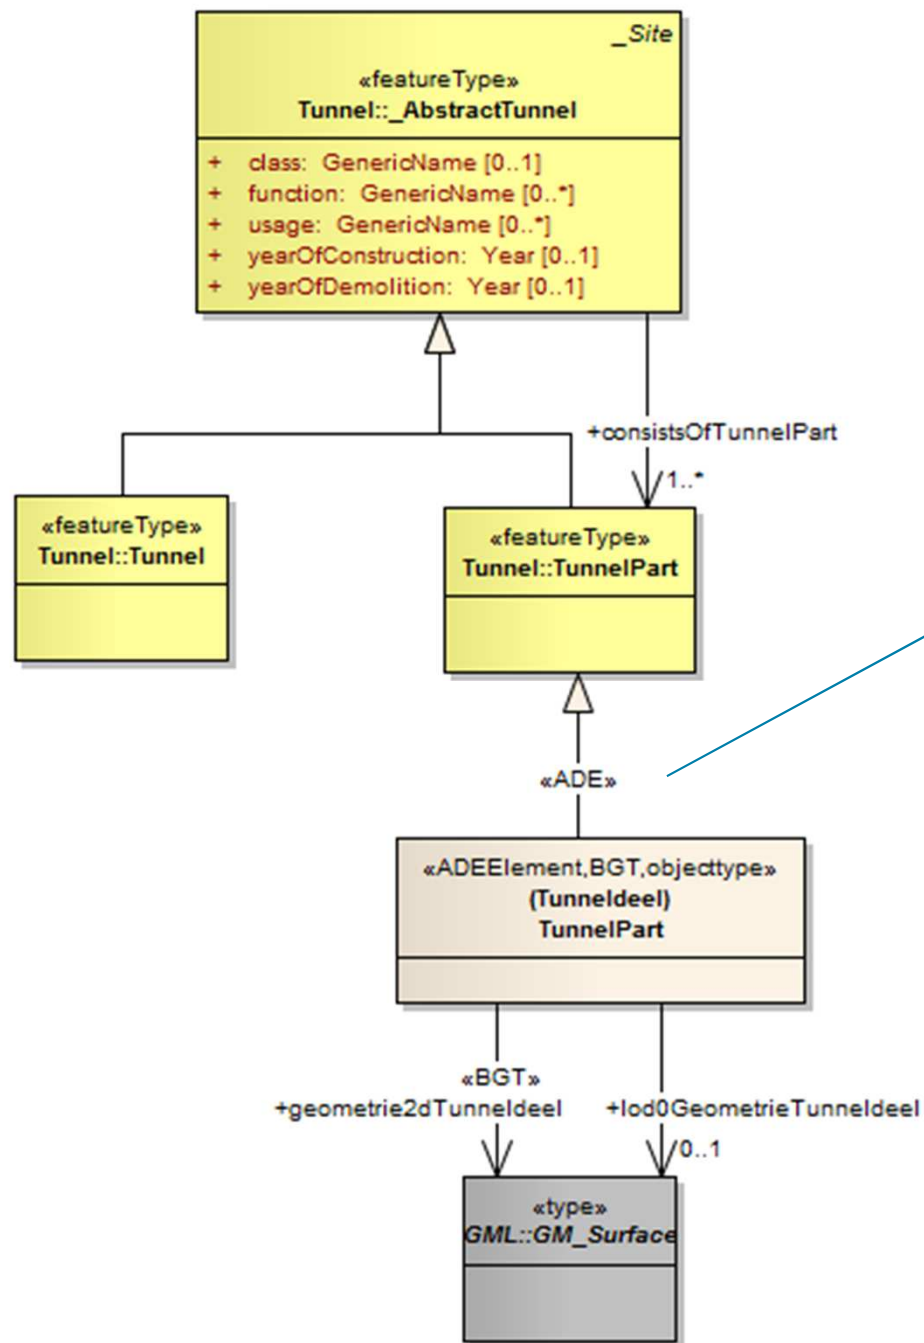 _Site
«featureType»
Tunnel::_AbstractTunnel
+ class: GenericName [0..1]
+ function: GenericName [0..*]
+ usage: GenericName [0..*]
+ yearOfConstruction: Year [0..1]
+ yearOfDemolition: Year [0..1]
+consistsOfTunnelPart
1..*
«featureType»
Tunnel::Tunnel
«featureType»
Tunnel::TunnelPart
«ADE»
«ADEElement,BGT,objecttype»
(Tunneldeel)
TunnelPart
«BGT»
+geometrie2dTunneldeel
+lod0GeometrieTunneldeel
0..1
«type»
GML::GM_Surface